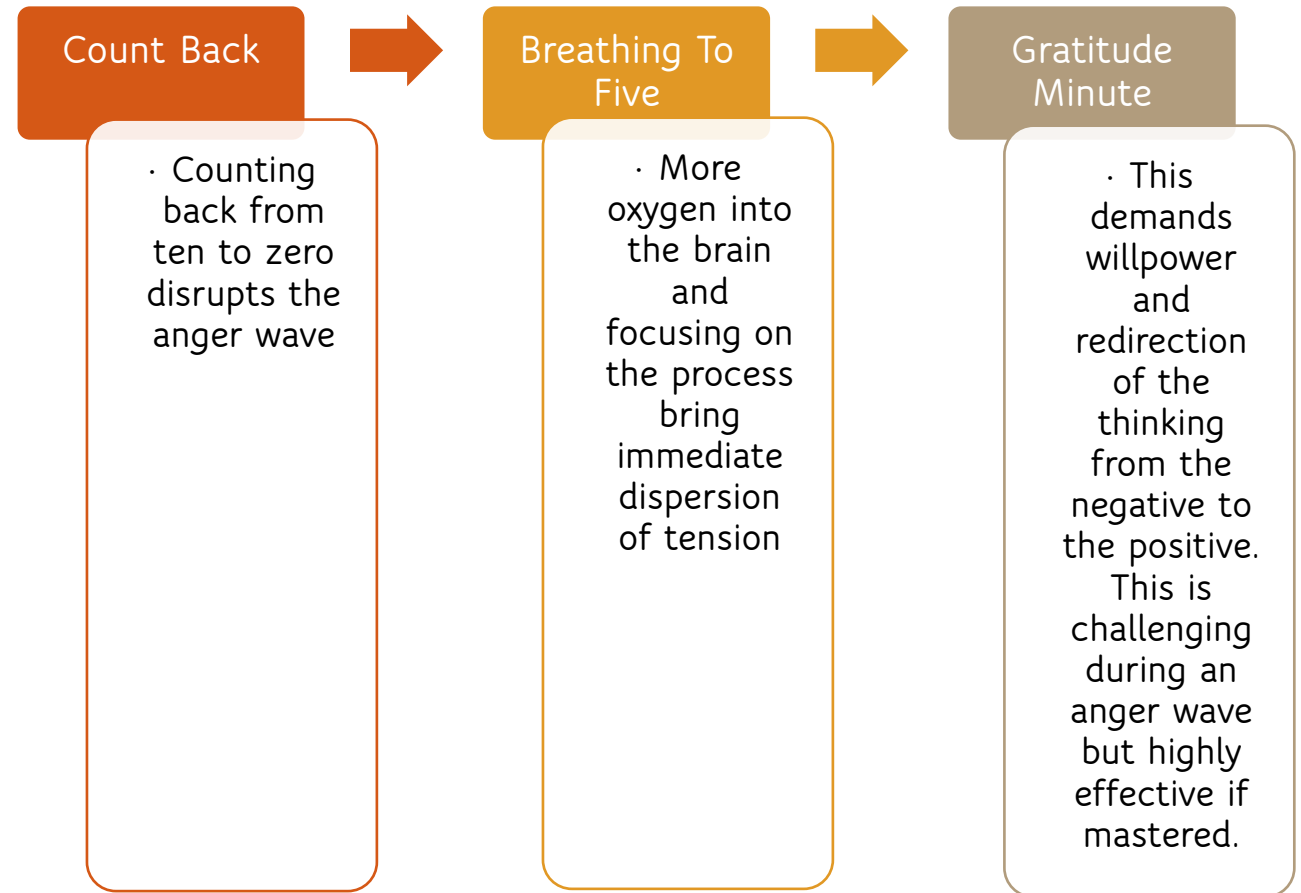 Count Back
· Counting
back from
ten to zero
disrupts the
anger wave
Breathing To
Five
· More
oxygen into
the brain
and
focusing on
the process
bring
immediate
dispersion
of tension
Gratitude
Minute
· This
demands
willpower
and
redirection
of the
thinking
from the
negative to
the positive.
This is
challenging
during an
anger wave
but highly
effective if
mastered.